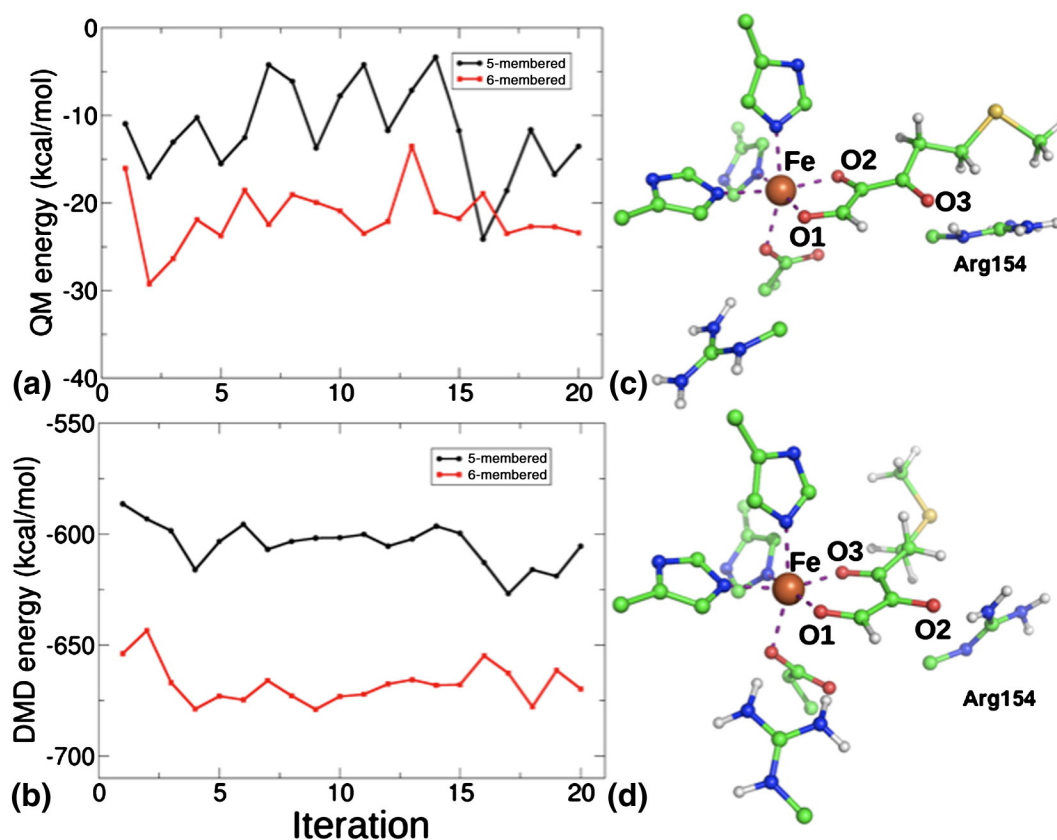 0
-10
-20
-30
-40
QM energy (kcal/mol)
5-membered
6-membered
0 5 10 15 20
(a)
(c)
Fe
O2
O3
O1
Arg154
-550
-600
-650
-700
DMD energy (kcal/mol)
5-membered
6-membered
0 5 10 15 20
Iteration
(b)
(d)
Fe
O3
O1
O2
Arg154